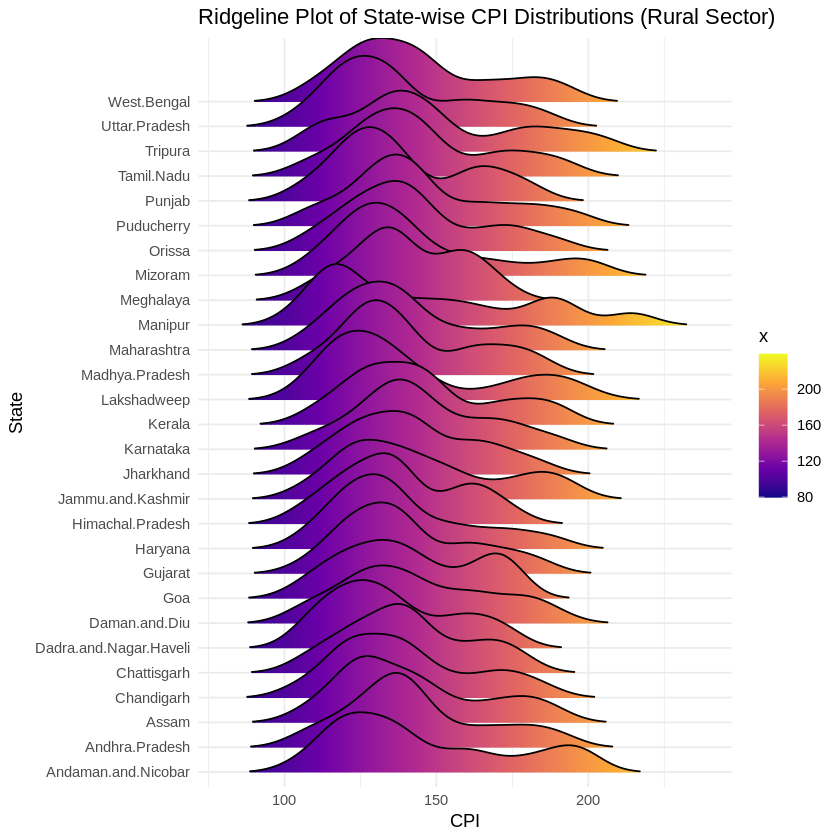 Ridgeline Plot of State-wise CPI Distributions (Rural Sector)
West.Bengal
Uttar.Pradesh
Tripura
Tamil.Nadu
Punjab
Puducherry
Orissa
Mizoram
Meghalaya
Manipur
Maharashtra
Madhya.Pradesh
Lakshadweep
Kerala
Karnataka
Jharkhand
Jammu.and.Kashmir
Himachal.Pradesh
Haryana
Gujarat
Goa
Daman.and.Diu
Dadra.and.Nagar.Haveli
Chattisgarh
Chandigarh
Assam
Andhra.Pradesh
Andaman.and.Nicobar
State
100 150 200
CPI
x
200
160
120
80